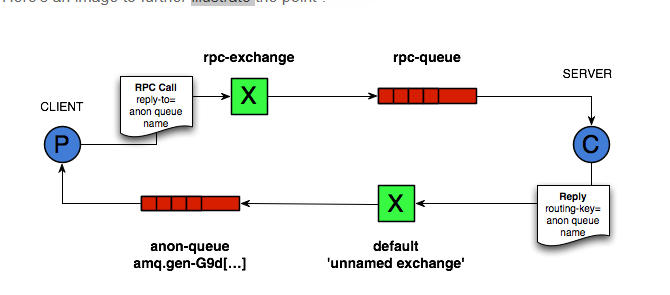 Here's an image to further illustrate the point :
rpc-exchange
rpc-queue
SERVER
RPC Call
reply-to=
anon queue
name
X
CLIENT
P
C
Reply
routing-key=
anon queue
name
X
anon-queue
amq.gen-G9d[...]
default
'unnamed exchange'